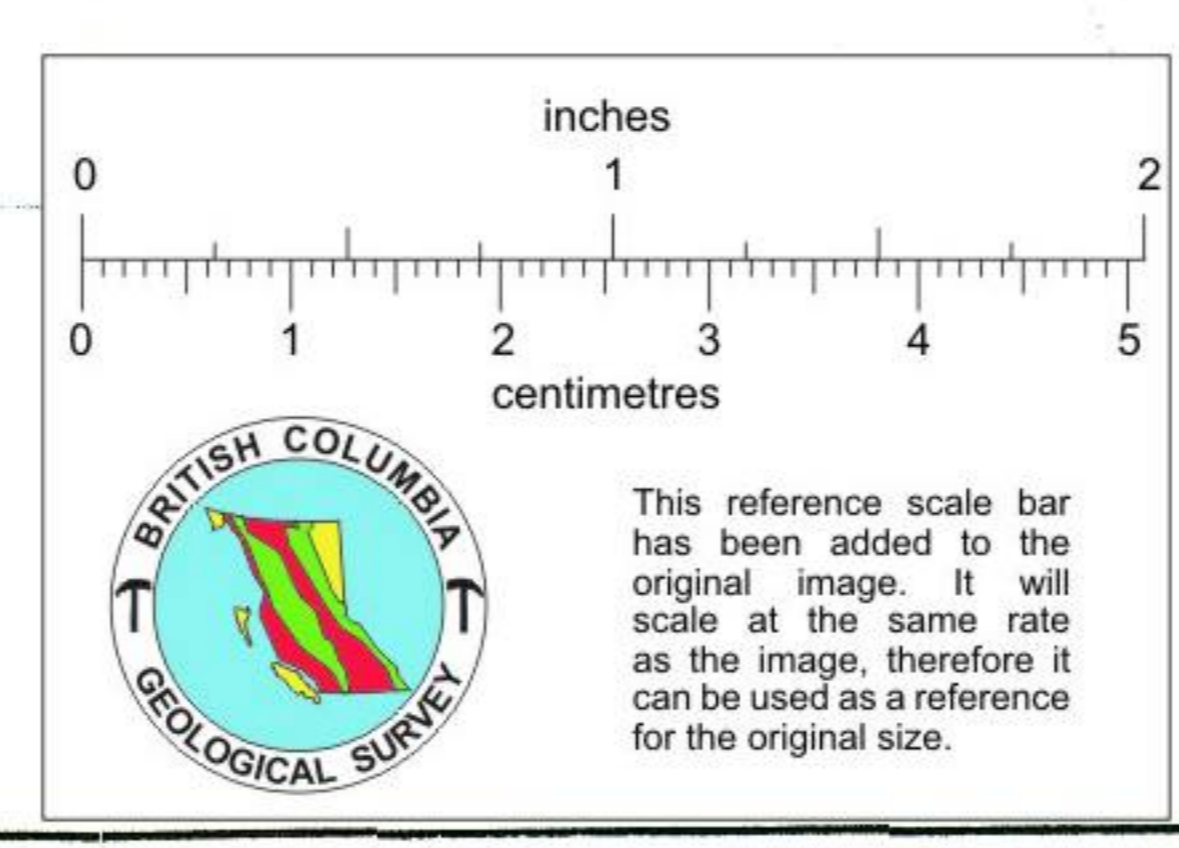 inches
0 1 2
0 1 2 3 4 5
centimetres
BRITISH COLUMBIA
GEOLOGICAL SURVEY
This reference scale bar
has been added to the
original image. It will
scale at the same rate
as the image, therefore it
can be used as a reference
for the original size.